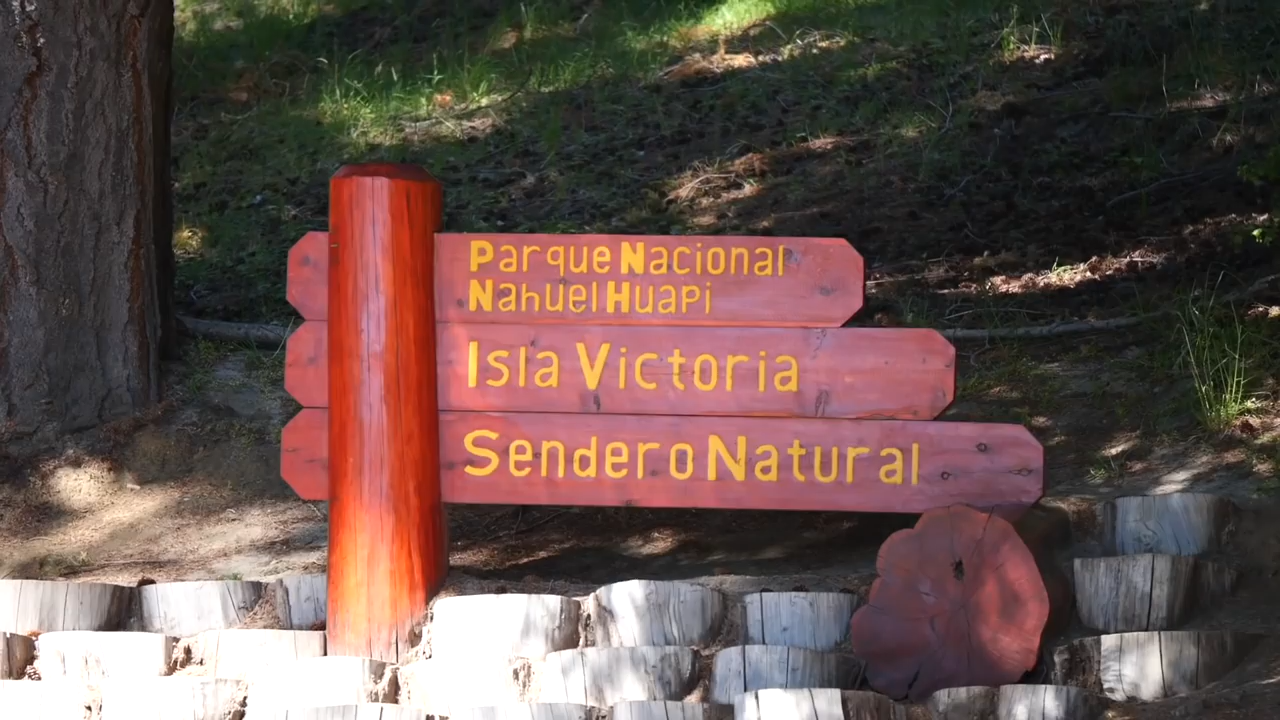 Parque Nacional
Nahuel Huapi
Isla Victoria
Sendero Natural